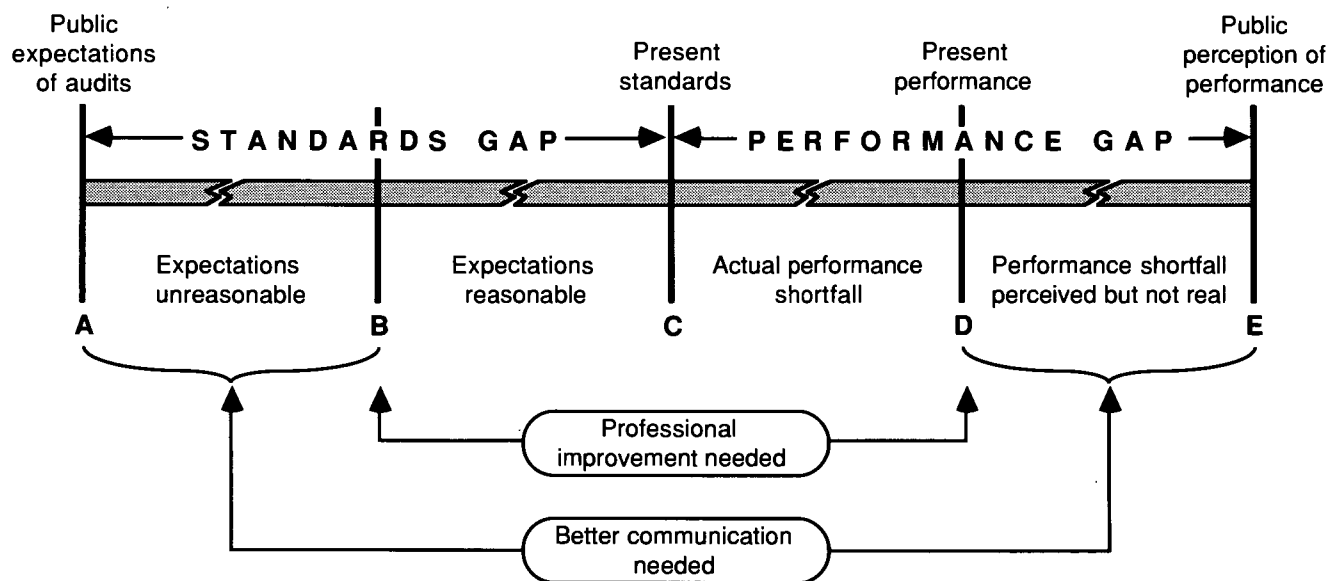 Public
expectations
of audits
Present
standards
Present
performance
Public
perception of
performance
STANDARDS GAP
PERFORMANCE GAP
Expectations
unreasonable
Expectations
reasonable
Actual performance
shortfall
Performance shortfall
perceived but not real
A
B
C
D
E
Professional
improvement needed
Better communication
needed